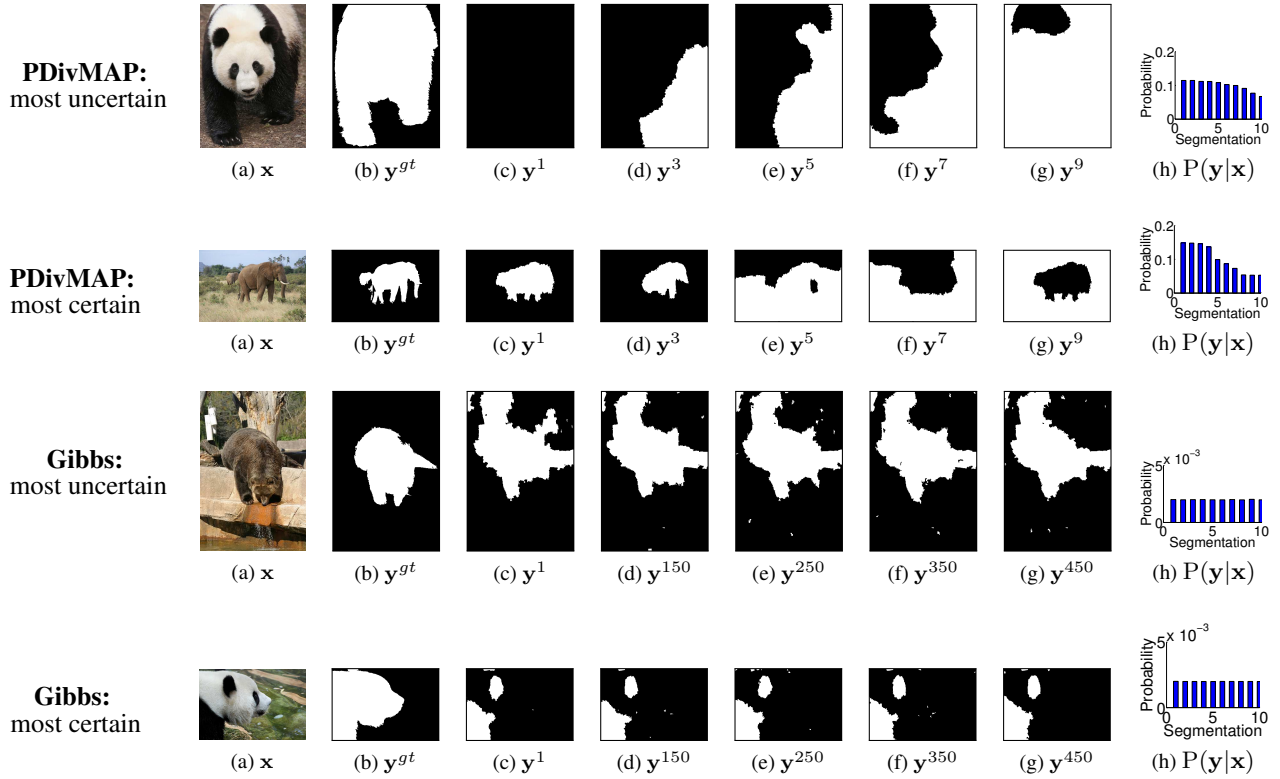 PDivMAP:
most uncertain
Probability
0.2
0.1
0
0 5 10
Segmentation
(a) x (b) y^gt (c) y^1 (d) y^3 (e) y^5 (f) y^7 (g) y^9 (h) P(y|x)
PDivMAP:
most certain
Probability
0.2
0.1
0
0 5 10
Segmentation
(a) x (b) y^gt (c) y^1 (d) y^3 (e) y^5 (f) y^7 (g) y^9 (h) P(y|x)
Gibbs:
most uncertain
Probability
5 x 10^-3
0
0 5 10
Segmentation
(a) x (b) y^gt (c) y^1 (d) y^150 (e) y^250 (f) y^350 (g) y^450 (h) P(y|x)
Gibbs:
most certain
Probability
5 x 10^-3
0
0 5 10
Segmentation
(a) x (b) y^gt (c) y^1 (d) y^150 (e) y^250 (f) y^350 (g) y^450 (h) P(y|x)